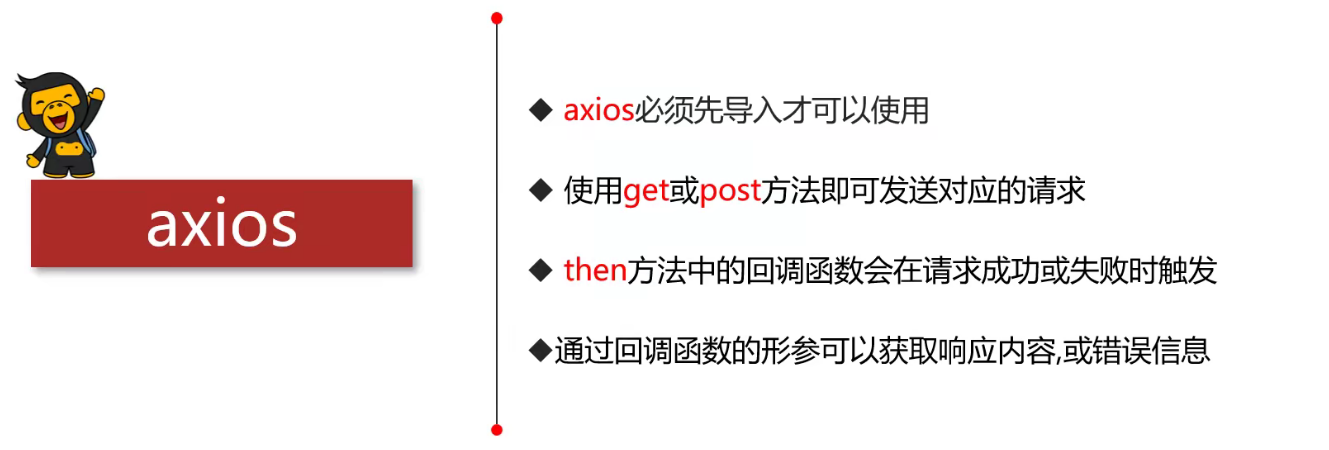 axios
◆ axios必须先导入才可以使用
◆ 使用get或post方法即可发送对应的请求
◆ then方法中的回调函数会在请求成功或失败时触发
◆通过回调函数的形参可以获取响应内容,或错误信息